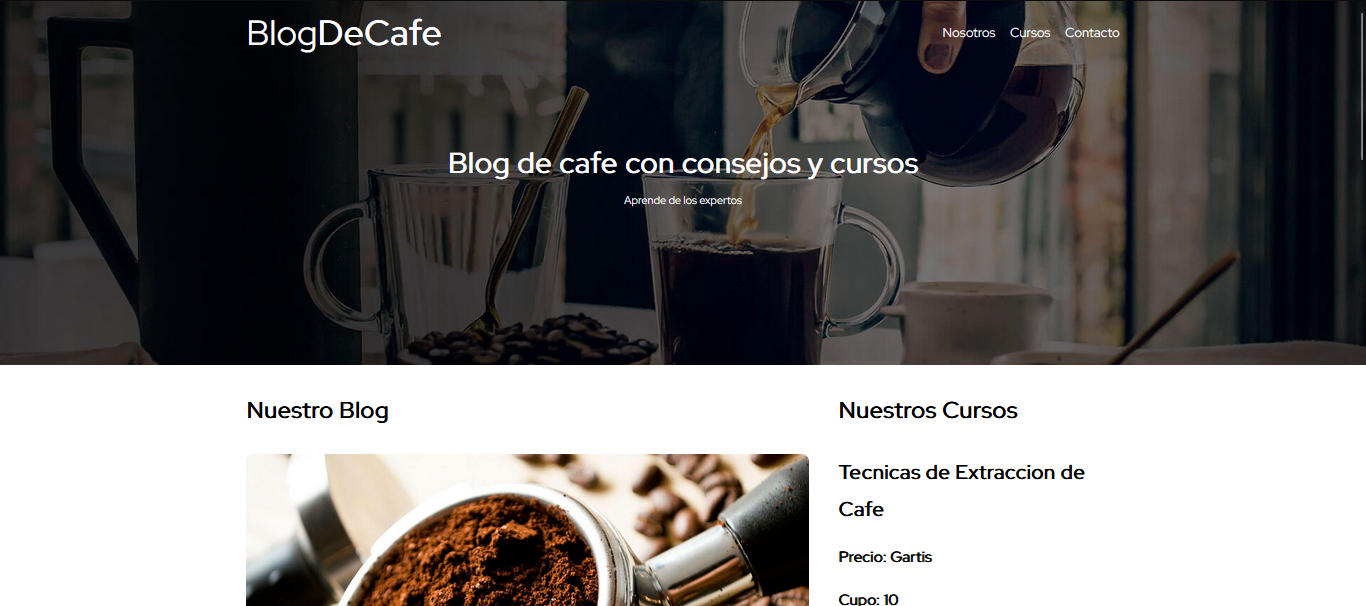 BlogDeCafe
Nosotros Cursos Contacto
Blog de cafe con consejos y cursos
Aprende de los expertos
Nuestro Blog
Nuestros Cursos
Tecnicas de Extraccion de
Cafe
Precio: Gartis
Cupo: 10